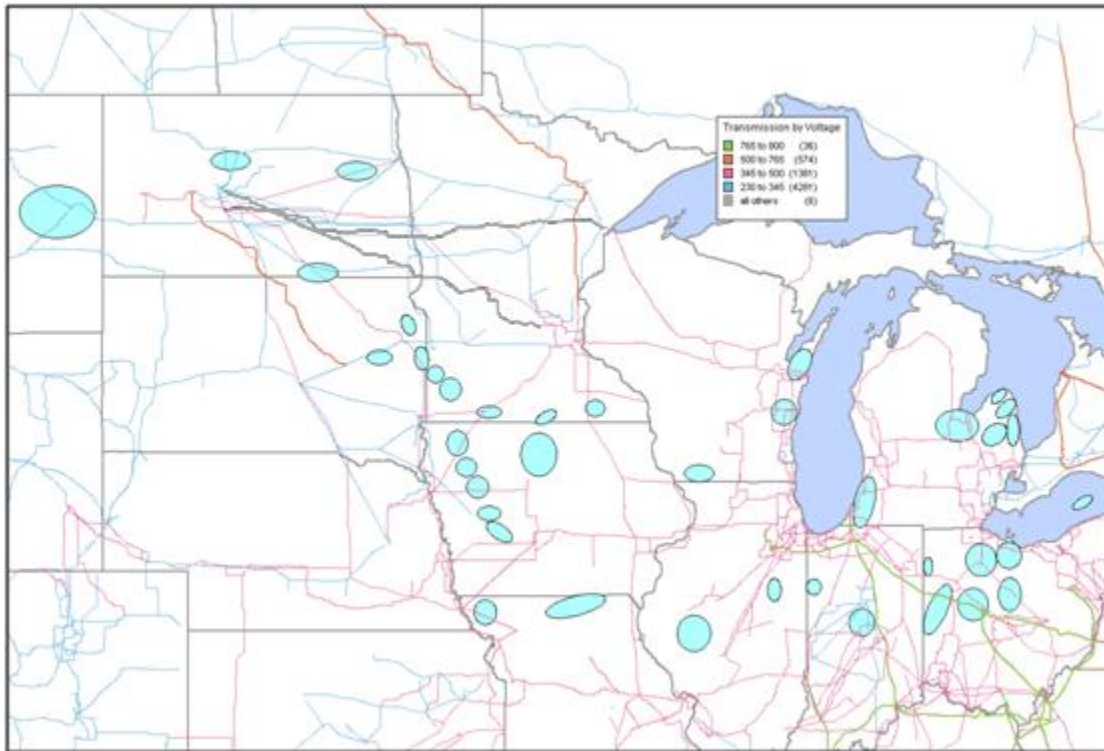 Transmission by Voltage
765 to 800 (36)
500 to 765 (574)
345 to 500 (1381)
230 to 345 (4281)
all others (6)